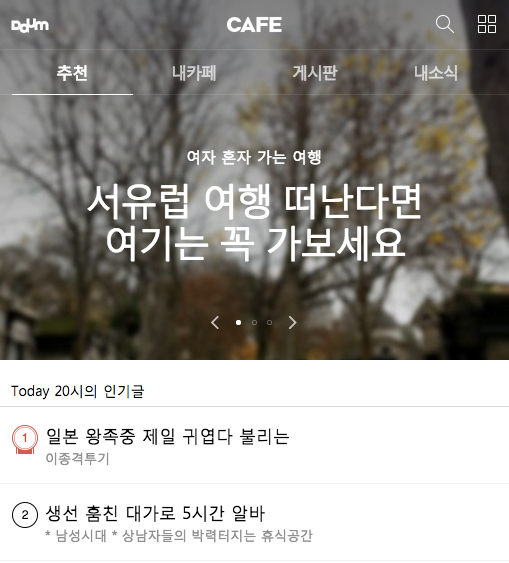 Daum
CAFE
추천 내카페 게시판 내소식
여자 혼자 가는 여행
서유럽 여행 떠난다면
여기는 꼭 가보세요
Today 20시의 인기글
1 일본 왕족중 제일 귀엽다 불리는
이종격투기
2 생선 훔친 대가로 5시간 알바
* 남성시대 * 상남자들의 박력터지는 휴식공간